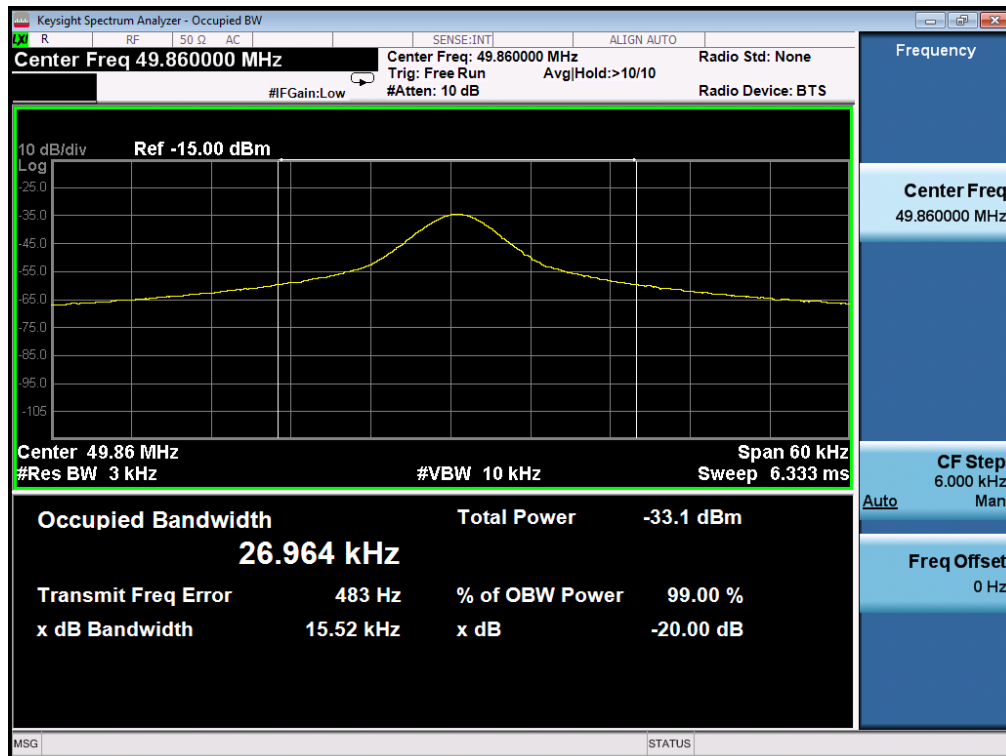 Keysight Spectrum Analyzer - Occupied BW
LXI R RF 50 Ω AC SENSE:INT ALIGN AUTO
Center Freq 49.860000 MHz
#IFGain:Low
Center Freq: 49.860000 MHz
Trig: Free Run Avg|Hold:>10/10
#Atten: 10 dB
Radio Std: None
Radio Device: BTS
10 dB/div Ref -15.00 dBm
Log
-25.0
-35.0
-45.0
-55.0
-65.0
-75.0
-85.0
-95.0
-105
Center 49.86 MHz Span 60 kHz
#Res BW 3 kHz #VBW 10 kHz Sweep 6.333 ms
Occupied Bandwidth Total Power -33.1 dBm
26.964 kHz
Transmit Freq Error 483 Hz % of OBW Power 99.00 %
x dB Bandwidth 15.52 kHz x dB -20.00 dB
Frequency
Center Freq
49.860000 MHz
CF Step
6.000 kHz
Auto Man
Freq Offset
0 Hz
MSG STATUS